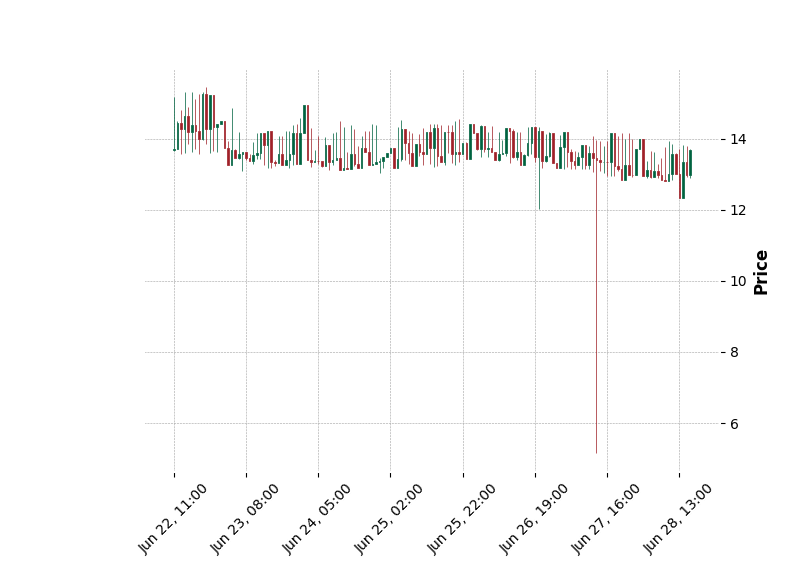 14
12
10
8
6
Price
Jun 22, 11:00
Jun 23, 08:00
Jun 24, 05:00
Jun 25, 02:00
Jun 25, 22:00
Jun 26, 19:00
Jun 27, 16:00
Jun 28, 13:00